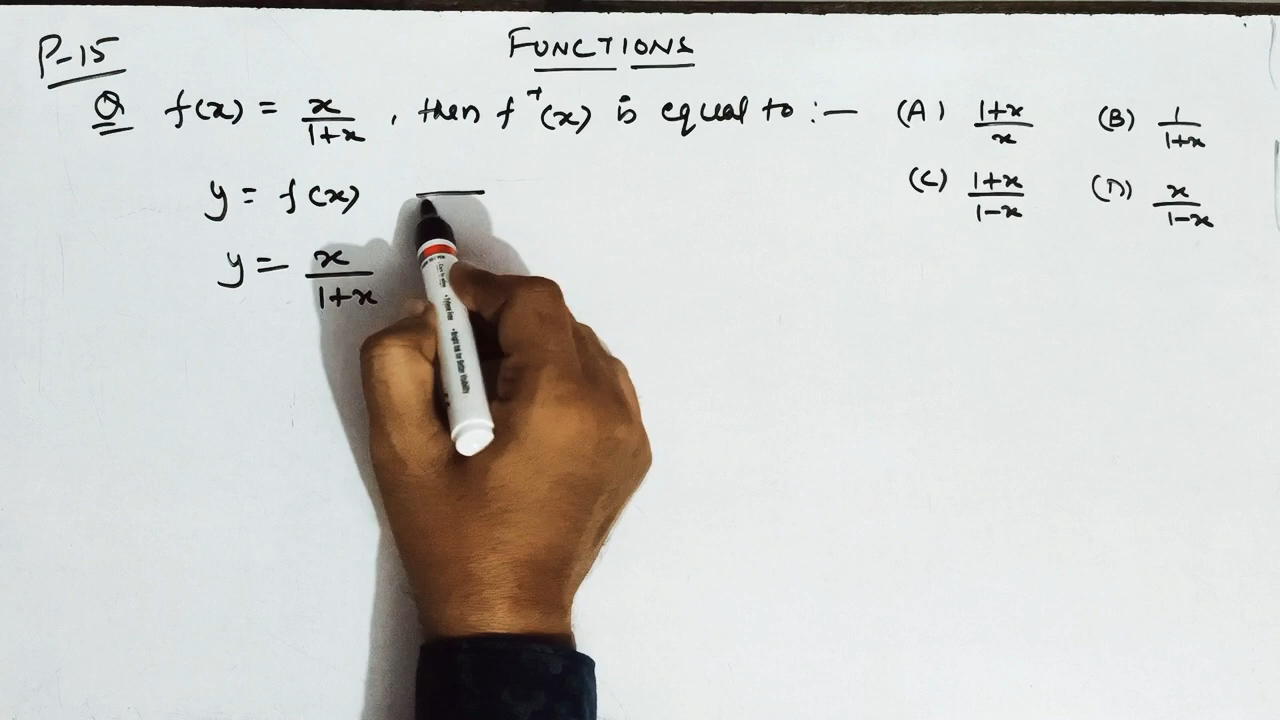 P-15
FUNCTIONS
Q f(x) = x/(1+x), then f⁻¹(x) is equal to :— (A) (1+x)/x (B) 1/(1+x)
(C) (1+x)/(1-x) (D) x/(1-x)
y = f(x)
y = x/(1+x)